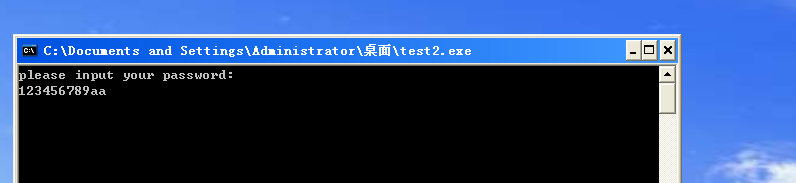 C:\Documents and Settings\Administrator\桌面\test2.exe
please input your password:
123456789aa